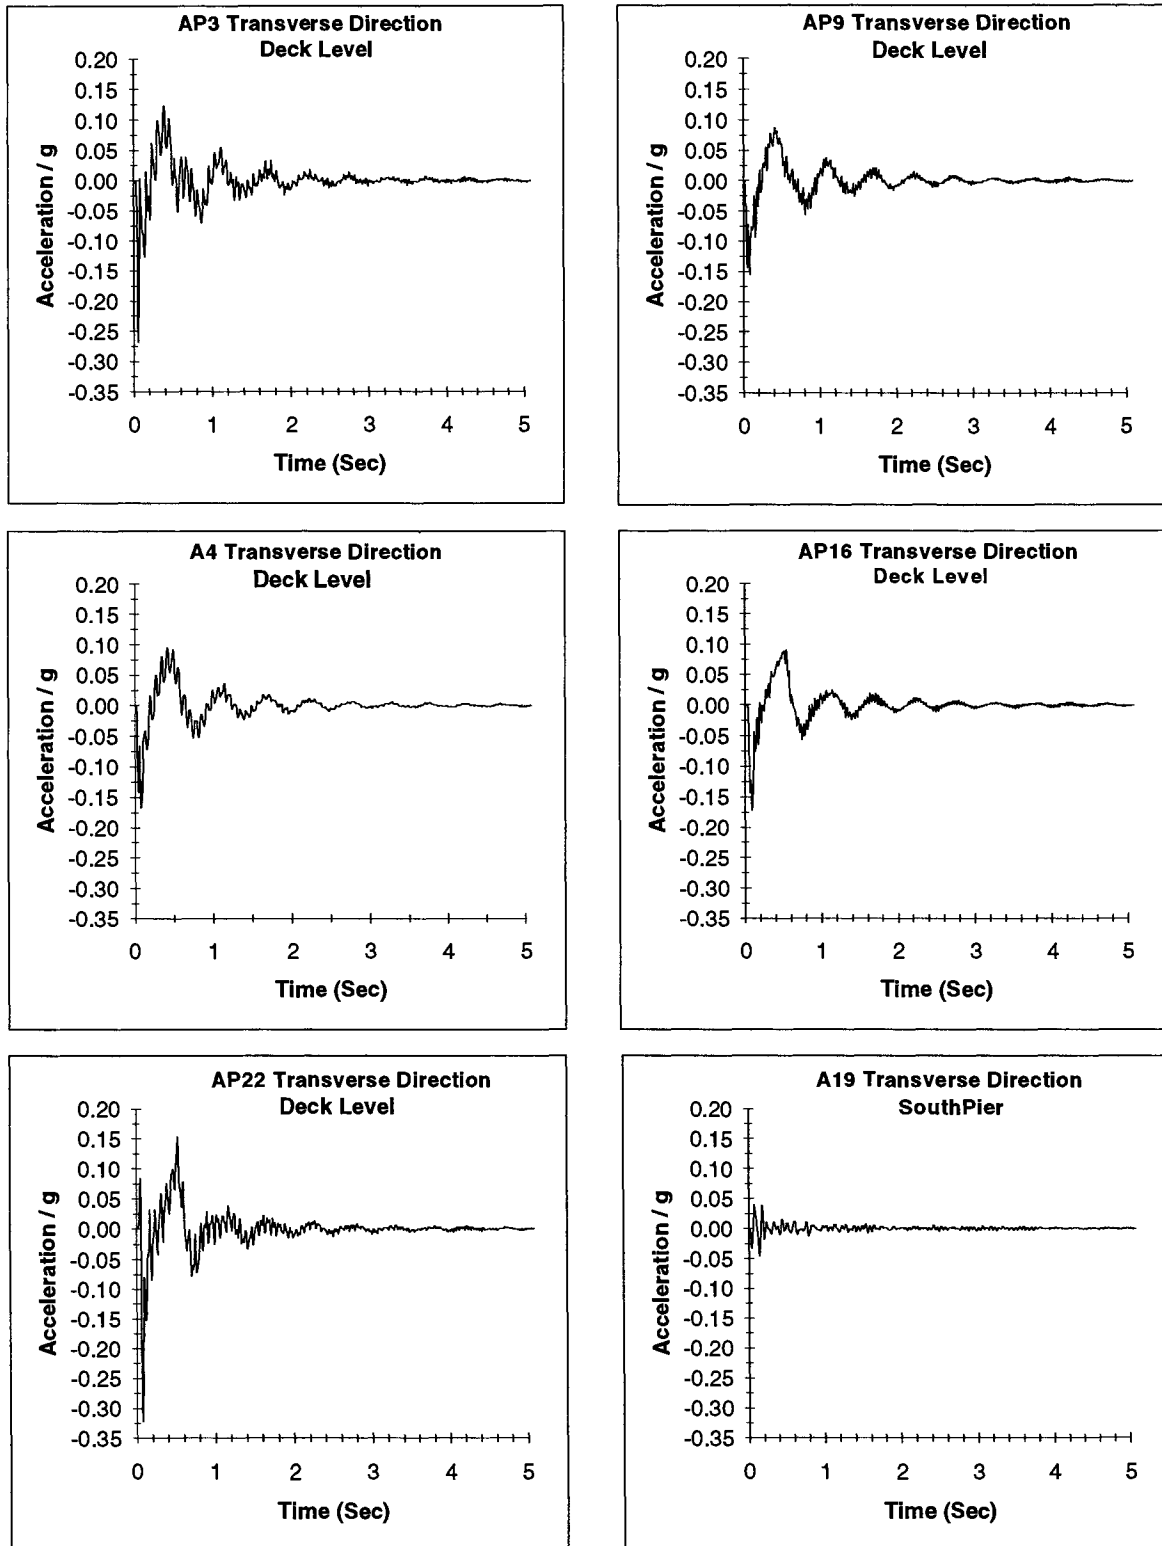 AP3 Transverse Direction
Deck Level
0.20
0.15
0.10
0.05
0.00
-0.05
-0.10
-0.15
-0.20
-0.25
-0.30
-0.35
Acceleration / g
0 1 2 3 4 5
Time (Sec)
AP9 Transverse Direction
Deck Level
0.20
0.15
0.10
0.05
0.00
-0.05
-0.10
-0.15
-0.20
-0.25
-0.30
-0.35
Acceleration / g
0 1 2 3 4 5
Time (Sec)
A4 Transverse Direction
Deck Level
0.20
0.15
0.10
0.05
0.00
-0.05
-0.10
-0.15
-0.20
-0.25
-0.30
-0.35
Acceleration / g
0 1 2 3 4 5
Time (Sec)
AP16 Transverse Direction
Deck Level
0.20
0.15
0.10
0.05
0.00
-0.05
-0.10
-0.15
-0.20
-0.25
-0.30
-0.35
Acceleration / g
0 1 2 3 4 5
Time (Sec)
AP22 Transverse Direction
Deck Level
0.20
0.15
0.10
0.05
0.00
-0.05
-0.10
-0.15
-0.20
-0.25
-0.30
-0.35
Acceleration / g
0 1 2 3 4 5
Time (Sec)
A19 Transverse Direction
SouthPier
0.20
0.15
0.10
0.05
0.00
-0.05
-0.10
-0.15
-0.20
-0.25
-0.30
-0.35
Acceleration / g
0 1 2 3 4 5
Time (Sec)